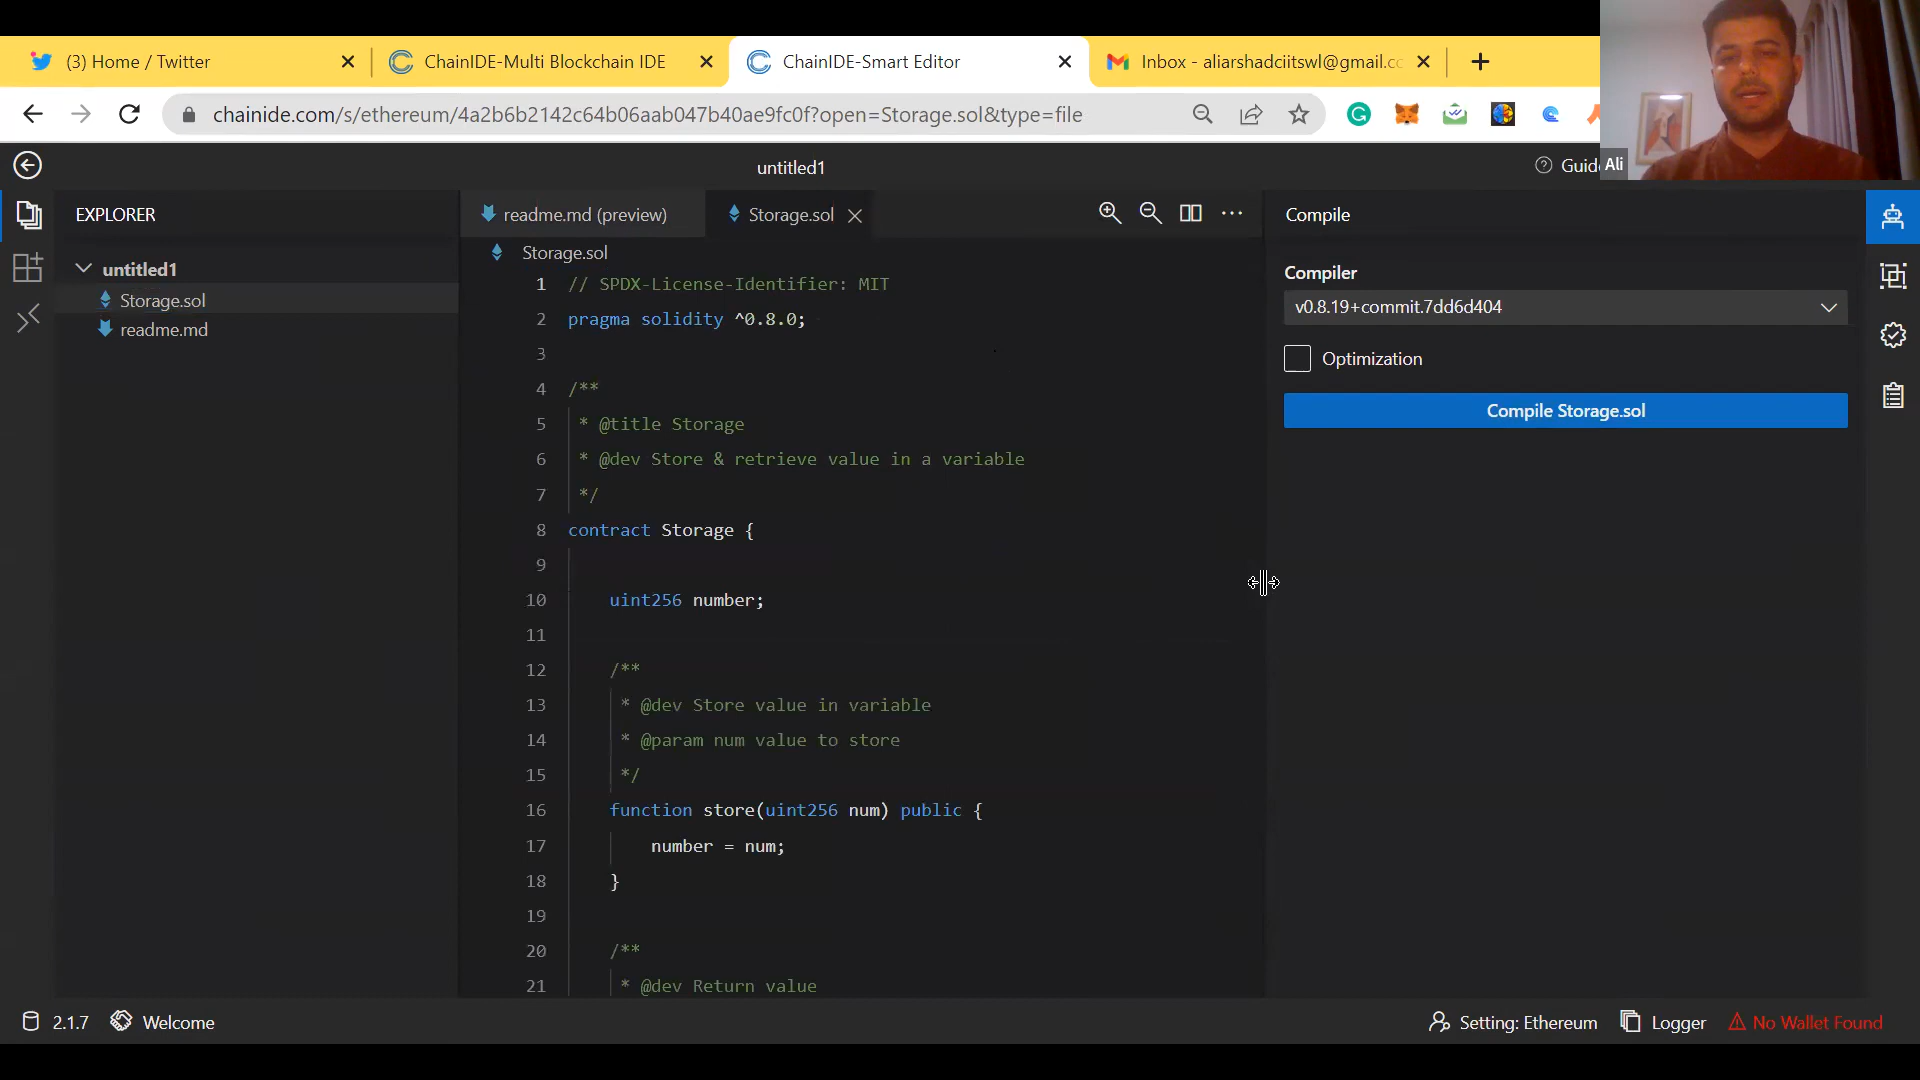 (3) Home / Twitter
ChainIDE-Multi Blockchain IDE
ChainIDE-Smart Editor
Inbox - aliarshadciitswl@gmail.cc
chainide.com/s/ethereum/4a2b6b2142c64b06aab047b40ae9fc0f?open=Storage.sol&type=file
untitled1
Guide
Ali
EXPLORER
untitled1
Storage.sol
readme.md
readme.md (preview)
Storage.sol
Storage.sol
1 // SPDX-License-Identifier: MIT
2 pragma solidity ^0.8.0;
3
4 /**
5 * @title Storage
6 * @dev Store & retrieve value in a variable
7 */
8 contract Storage {
9
10 uint256 number;
11
12 /**
13 * @dev Store value in variable
14 * @param num value to store
15 */
16 function store(uint256 num) public {
17 number = num;
18 }
19
20 /**
21 * @dev Return value
Compile
Compiler
v0.8.19+commit.7dd6d404
Optimization
Compile Storage.sol
2.1.7
Welcome
Setting: Ethereum
Logger
No Wallet Found